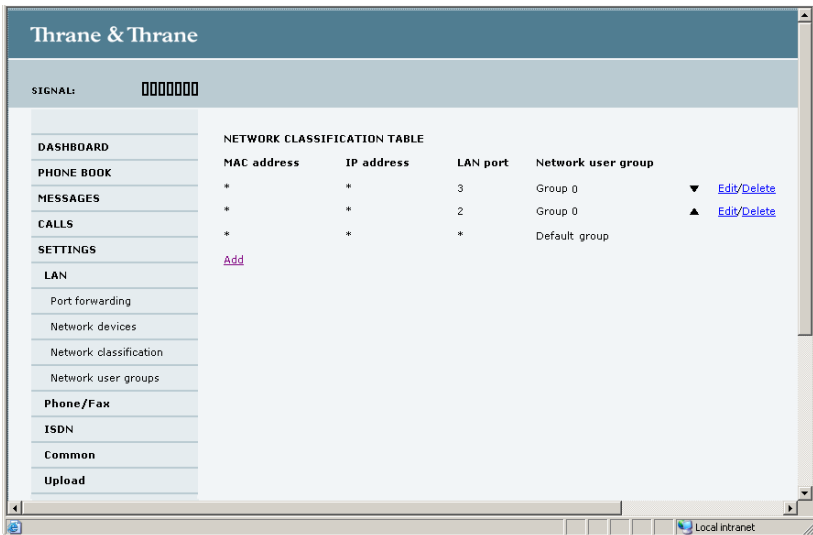 Thrane & Thrane
SIGNAL:
DASHBOARD
PHONE BOOK
MESSAGES
CALLS
SETTINGS
LAN
Port forwarding
Network devices
Network classification
Network user groups
Phone/Fax
ISDN
Common
Upload
NETWORK CLASSIFICATION TABLE
MAC address IP address LAN port Network user group
* * 3 Group 0 ▼ Edit/Delete
* * 2 Group 0 ▲ Edit/Delete
* * * Default group
Add
Local intranet